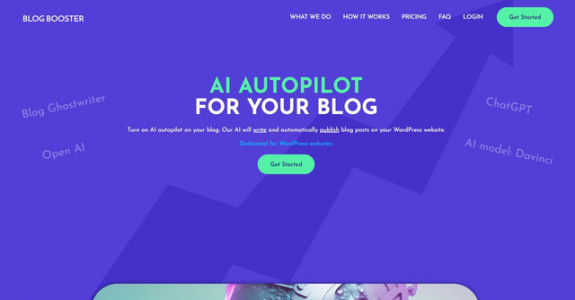 BLOG BOOSTER
WHAT WE DO HOW IT WORKS PRICING FAQ LOGIN Get Started
AI AUTOPILOT
FOR YOUR BLOG
Blog Ghostwriter
ChatGPT
Turn on AI autopilot on your blog. Our AI will write and automatically publish blog posts on your WordPress website.
Dedicated for WordPress websites
Open AI
AI model: Davinci
Get Started